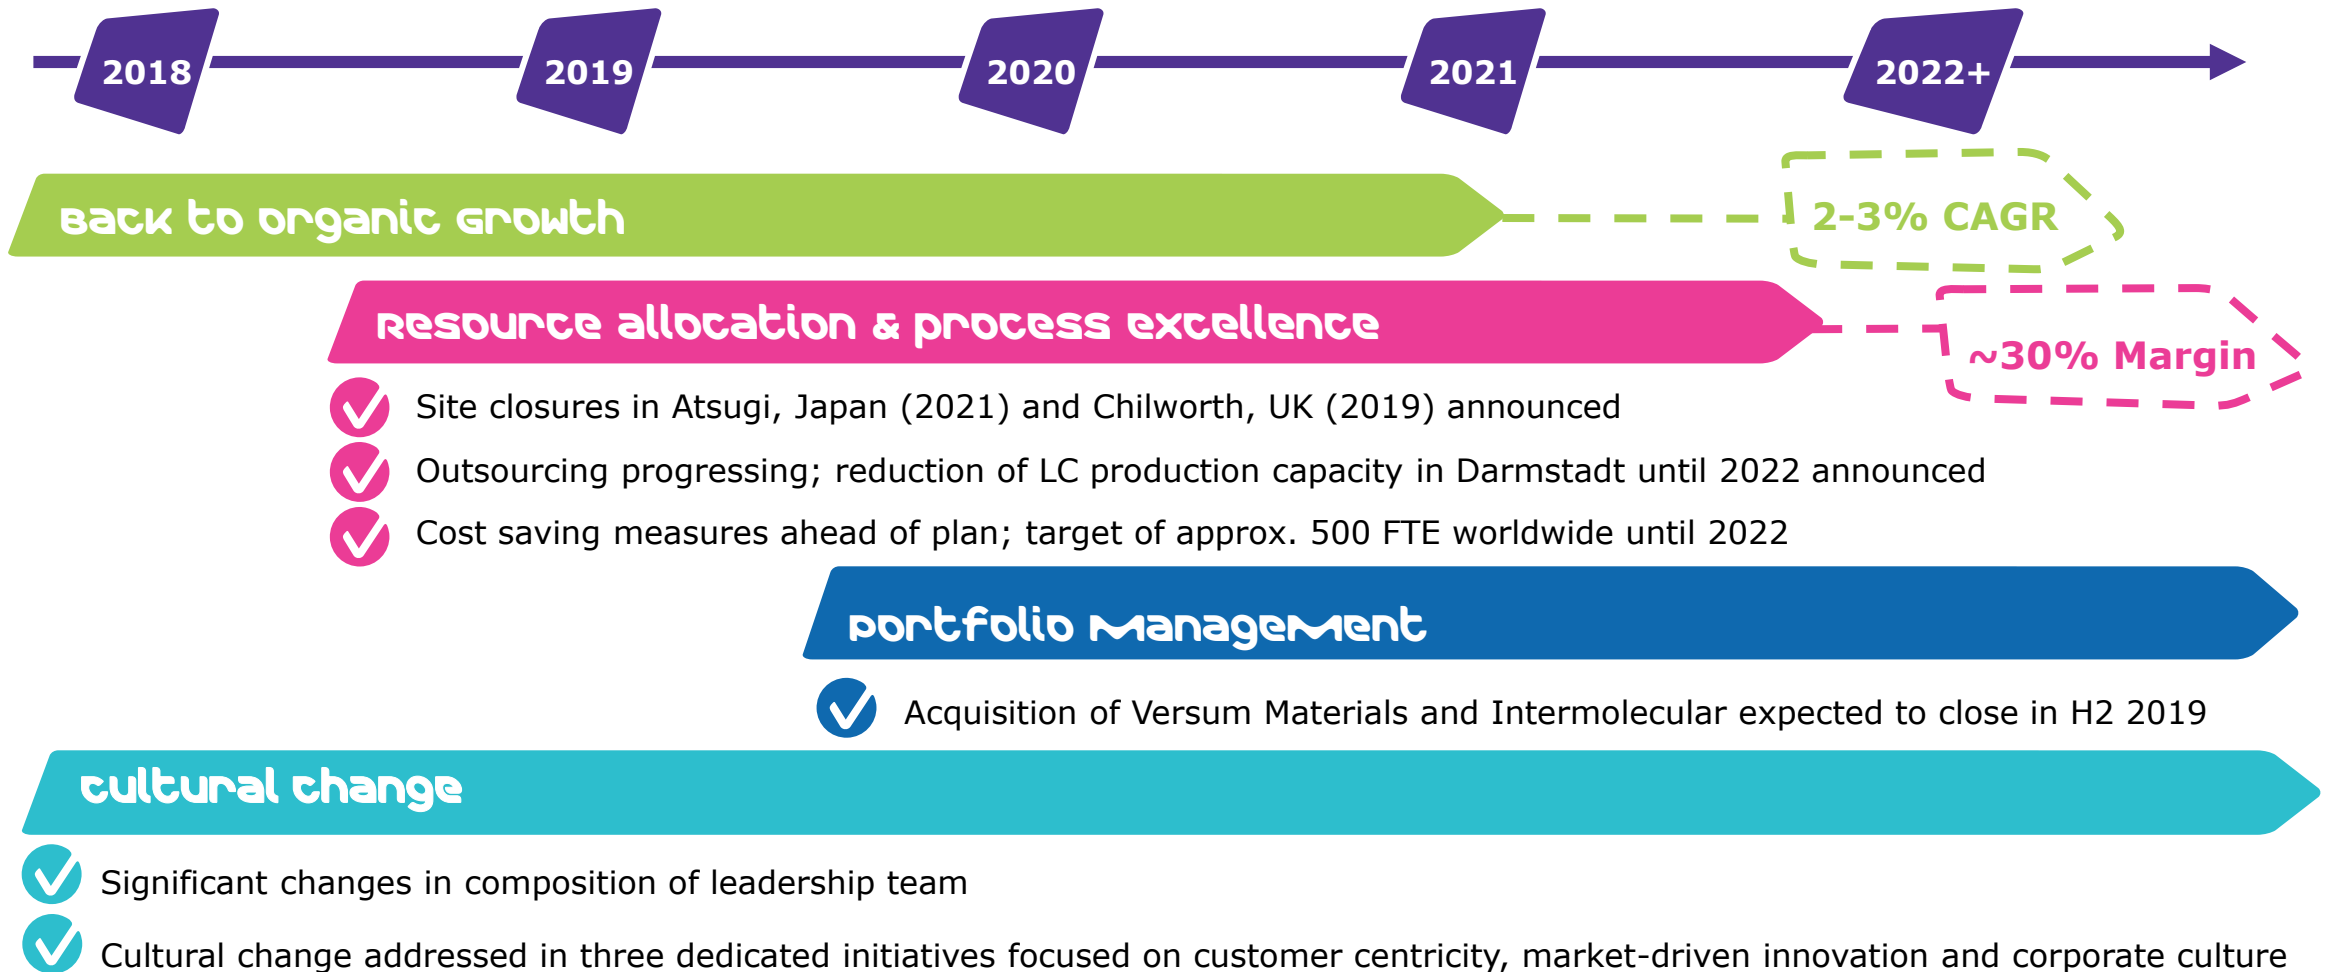 2018 2019 2020 2021 2022+
Back to organic Growth
2-3% CAGR
Resource allocation & process excellence
~30% Margin
Site closures in Atsugi, Japan (2021) and Chilworth, UK (2019) announced
Outsourcing progressing; reduction of LC production capacity in Darmstadt until 2022 announced
Cost saving measures ahead of plan; target of approx. 500 FTE worldwide until 2022
Portfolio Management
Acquisition of Versum Materials and Intermolecular expected to close in H2 2019
Cultural change
Significant changes in composition of leadership team
Cultural change addressed in three dedicated initiatives focused on customer centricity, market-driven innovation and corporate culture